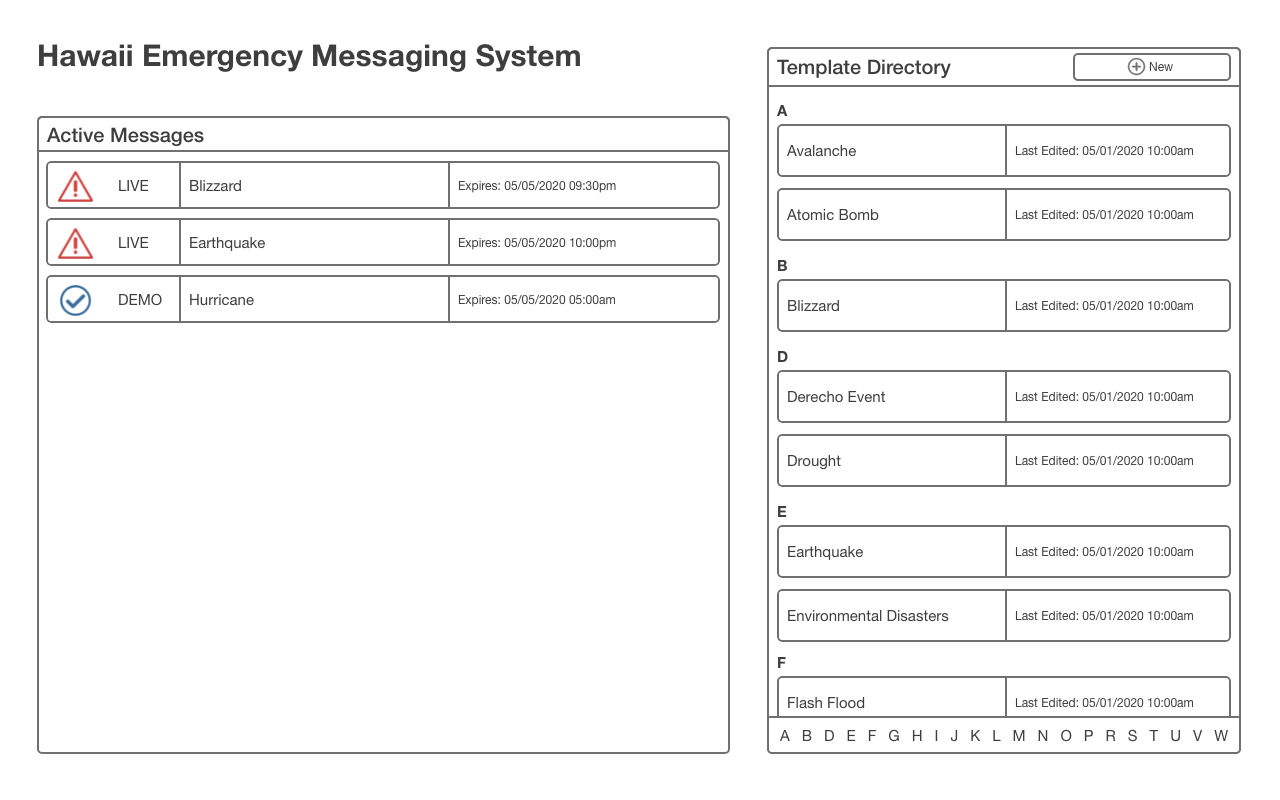 Hawaii Emergency Messaging System
Active Messages
LIVE Blizzard Expires: 05/05/2020 09:30pm
LIVE Earthquake Expires: 05/05/2020 10:00pm
DEMO Hurricane Expires: 05/05/2020 05:00am
Template Directory New
A
Avalanche Last Edited: 05/01/2020 10:00am
Atomic Bomb Last Edited: 05/01/2020 10:00am
B
Blizzard Last Edited: 05/01/2020 10:00am
D
Derecho Event Last Edited: 05/01/2020 10:00am
Drought Last Edited: 05/01/2020 10:00am
E
Earthquake Last Edited: 05/01/2020 10:00am
Environmental Disasters Last Edited: 05/01/2020 10:00am
F
Flash Flood Last Edited: 05/01/2020 10:00am
A B D E F G H I J K L M N O P R S T U V W